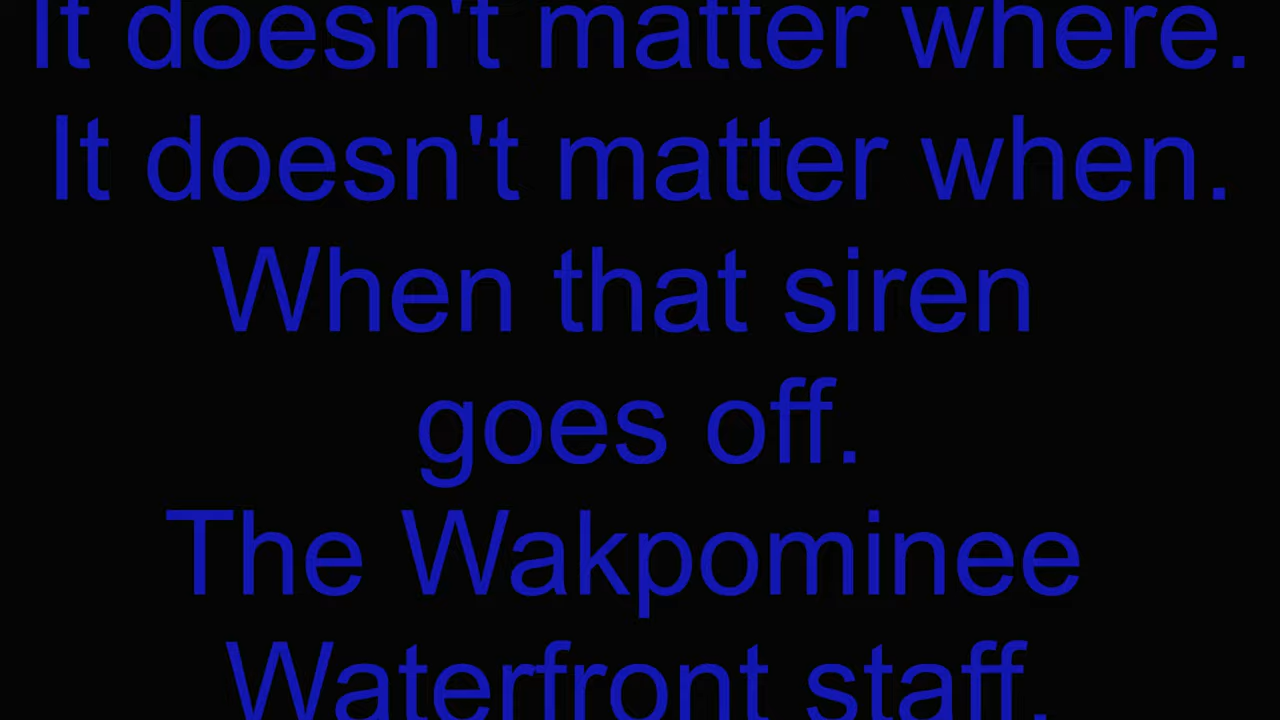 It doesn't matter where.
It doesn't matter when.
When that siren
goes off.
The Wakpominee
Waterfront staff.